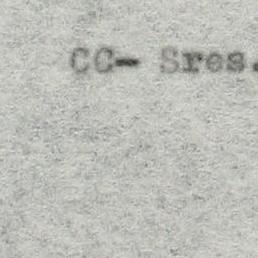 CC- Sres.